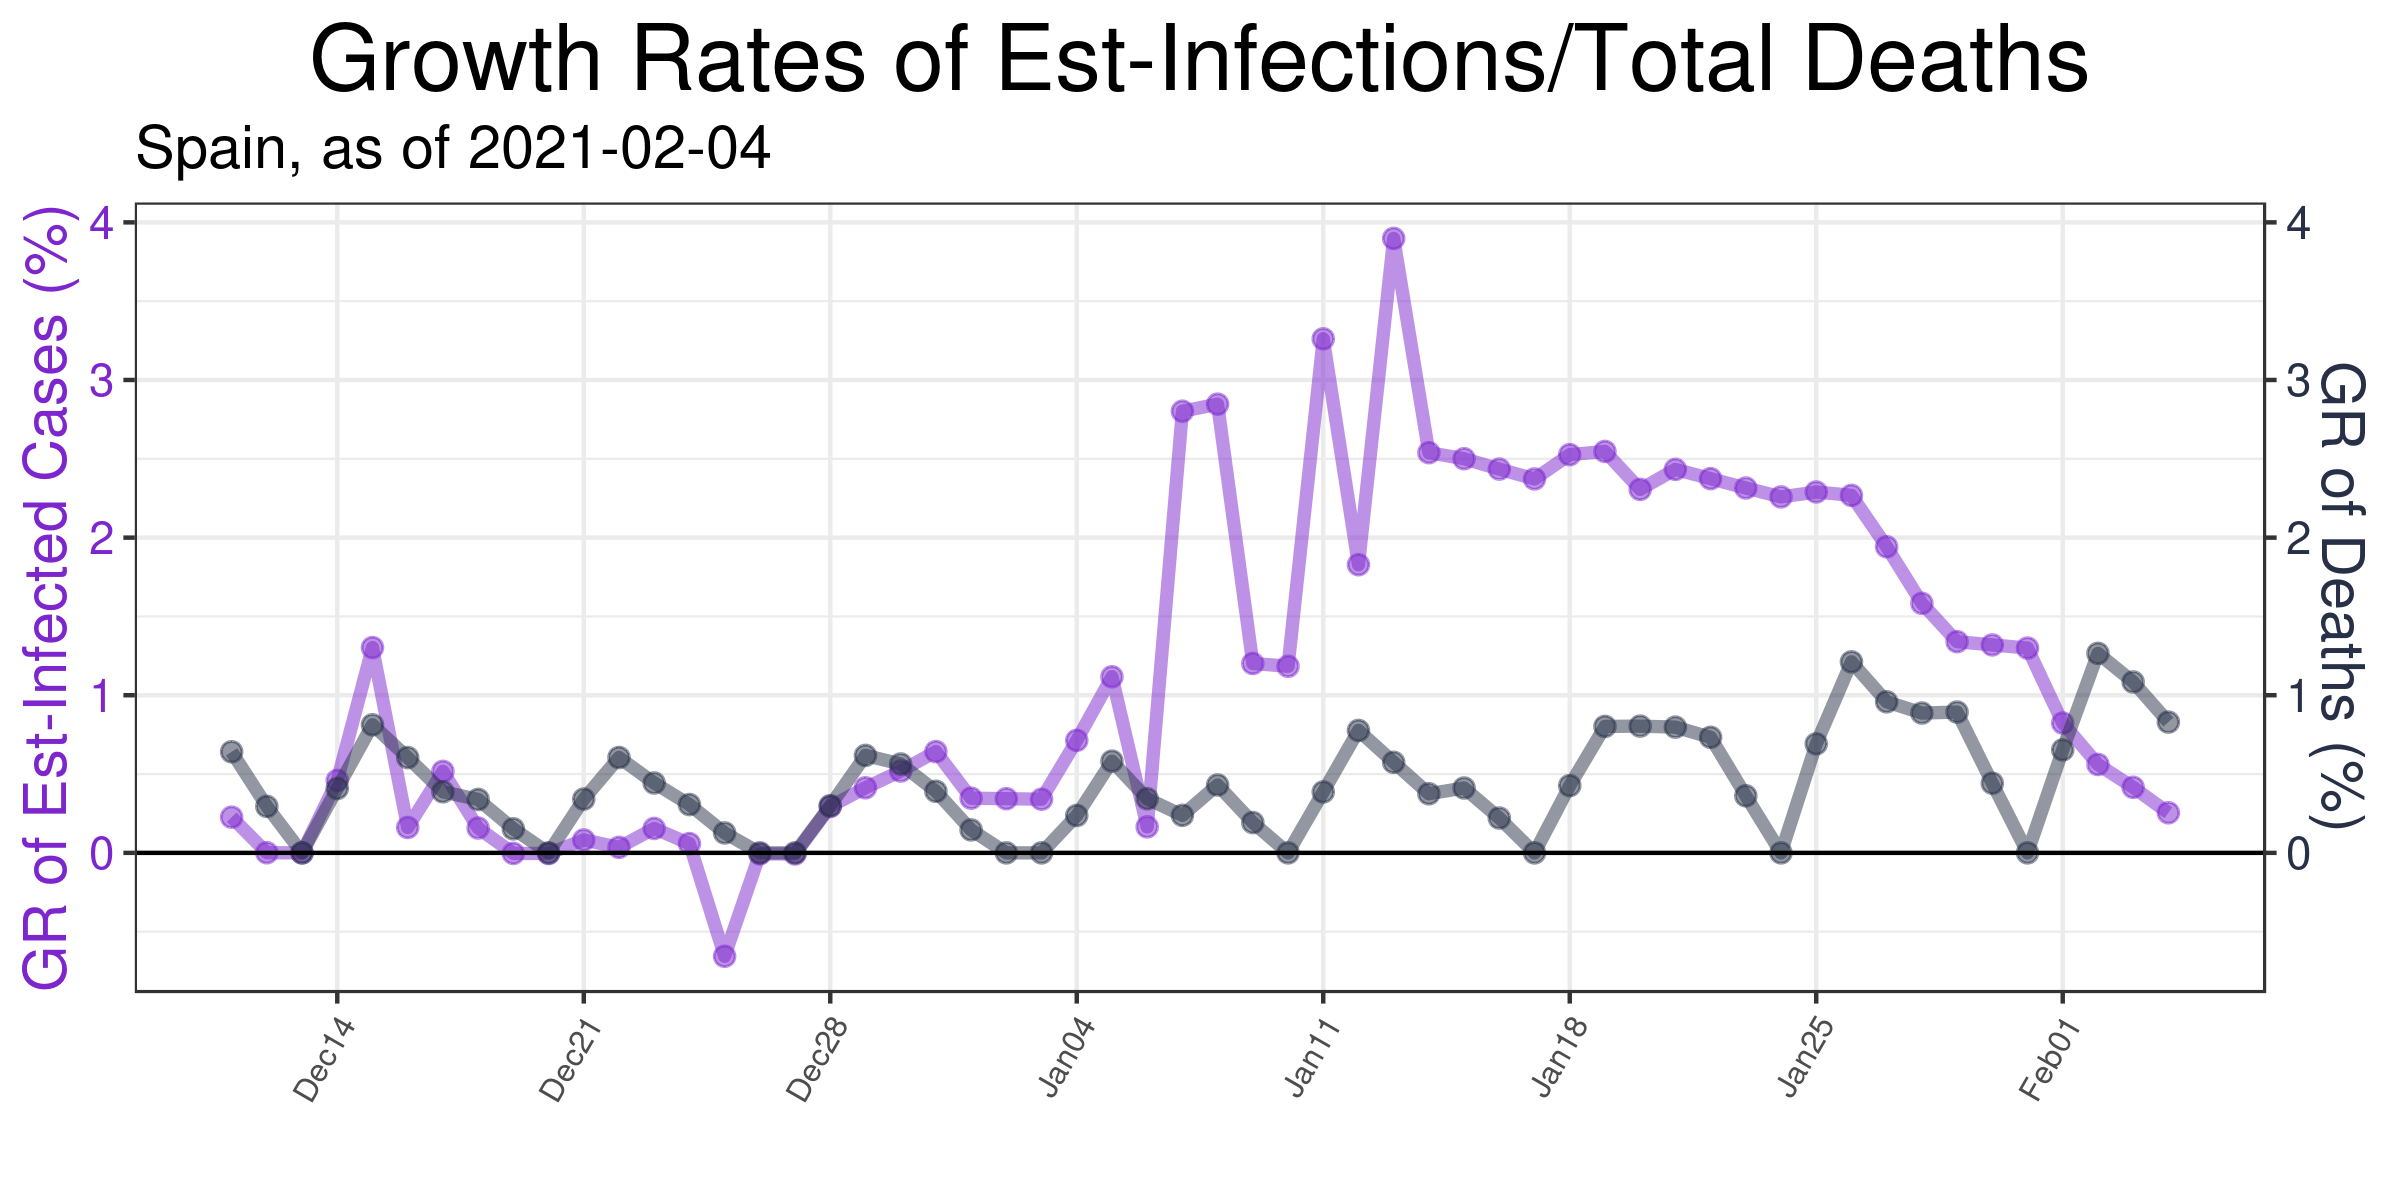 Growth Rates of Est-Infections/Total Deaths
Spain, as of 2021-02-04
GR of Est-Infected Cases (%)
4
3
2
1
0
4
3
2
1
0
GR of Deaths (%)
Dec14
Dec21
Dec28
Jan04
Jan11
Jan18
Jan25
Feb01